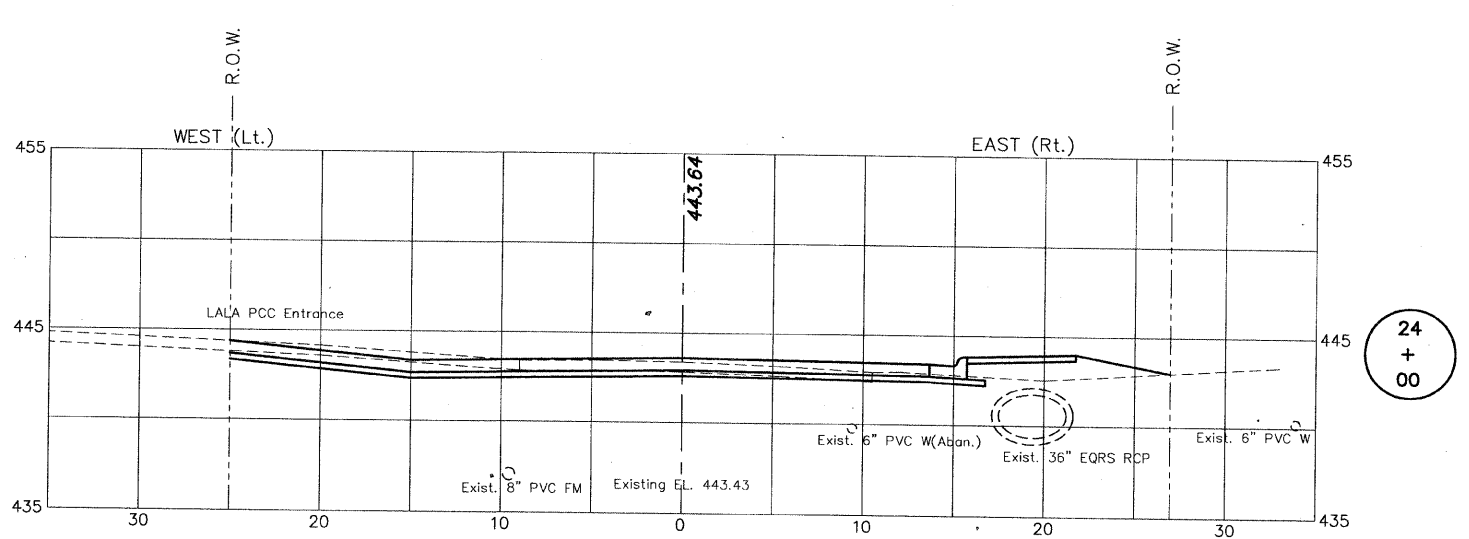 R.O.W.
R.O.W.
WEST (Lt.)
EAST (Rt.)
455
455
443.64
LALA PCC Entrance
445
445
24
+
00
Exist. 6" PVC W(Aban.)
Exist. 36" EQRS RCP
Exist. 6" PVC W
Exist. 8" PVC FM
Existing EL. 443.43
435
435
30
20
10
0
10
20
30